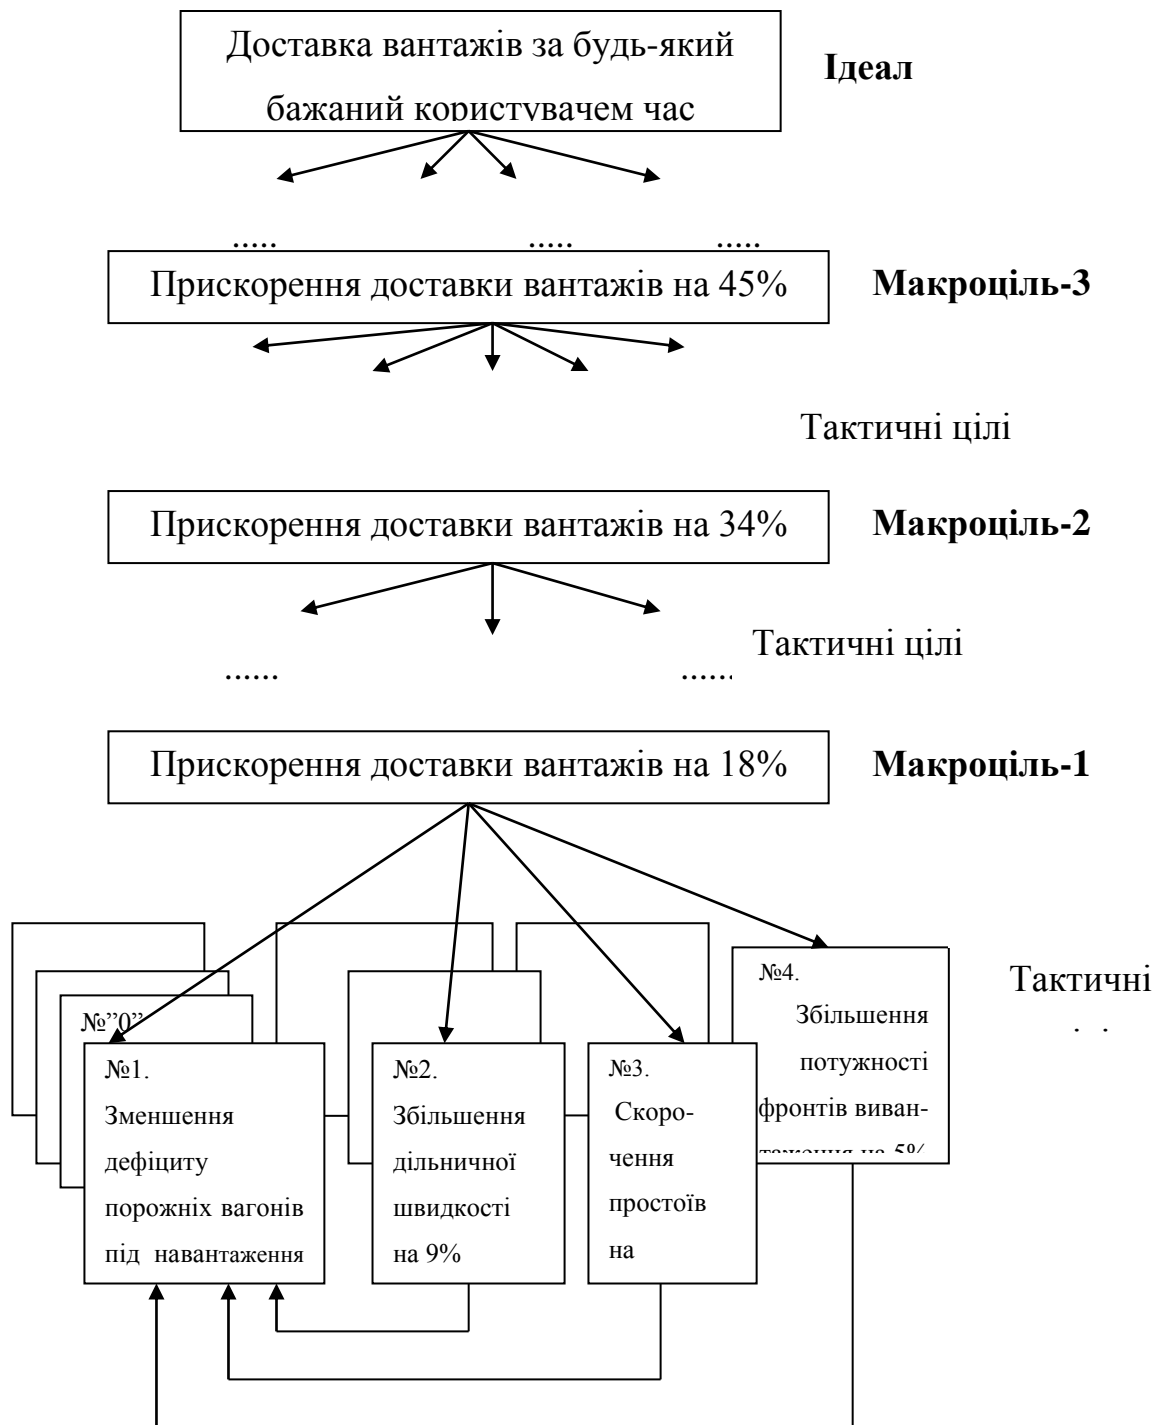 Доставка вантажів за будь-який
бажаний користувачем час
Ідеал
..... ..... .....
Прискорення доставки вантажів на 45%
Макроціль-3
Тактичні цілі
Прискорення доставки вантажів на 34%
Макроціль-2
Тактичні цілі
...... ......
Прискорення доставки вантажів на 18%
Макроціль-1
Тактичні
№”0”
№1.
Зменшення
дефіциту
порожніх вагонів
під навантаження
№2.
Збільшення
дільничної
швидкості
на 9%
№3.
Скоро-
чення
простоїв
на
№4.
Збільшення
потужності
фронтів виван-
таження на 5%